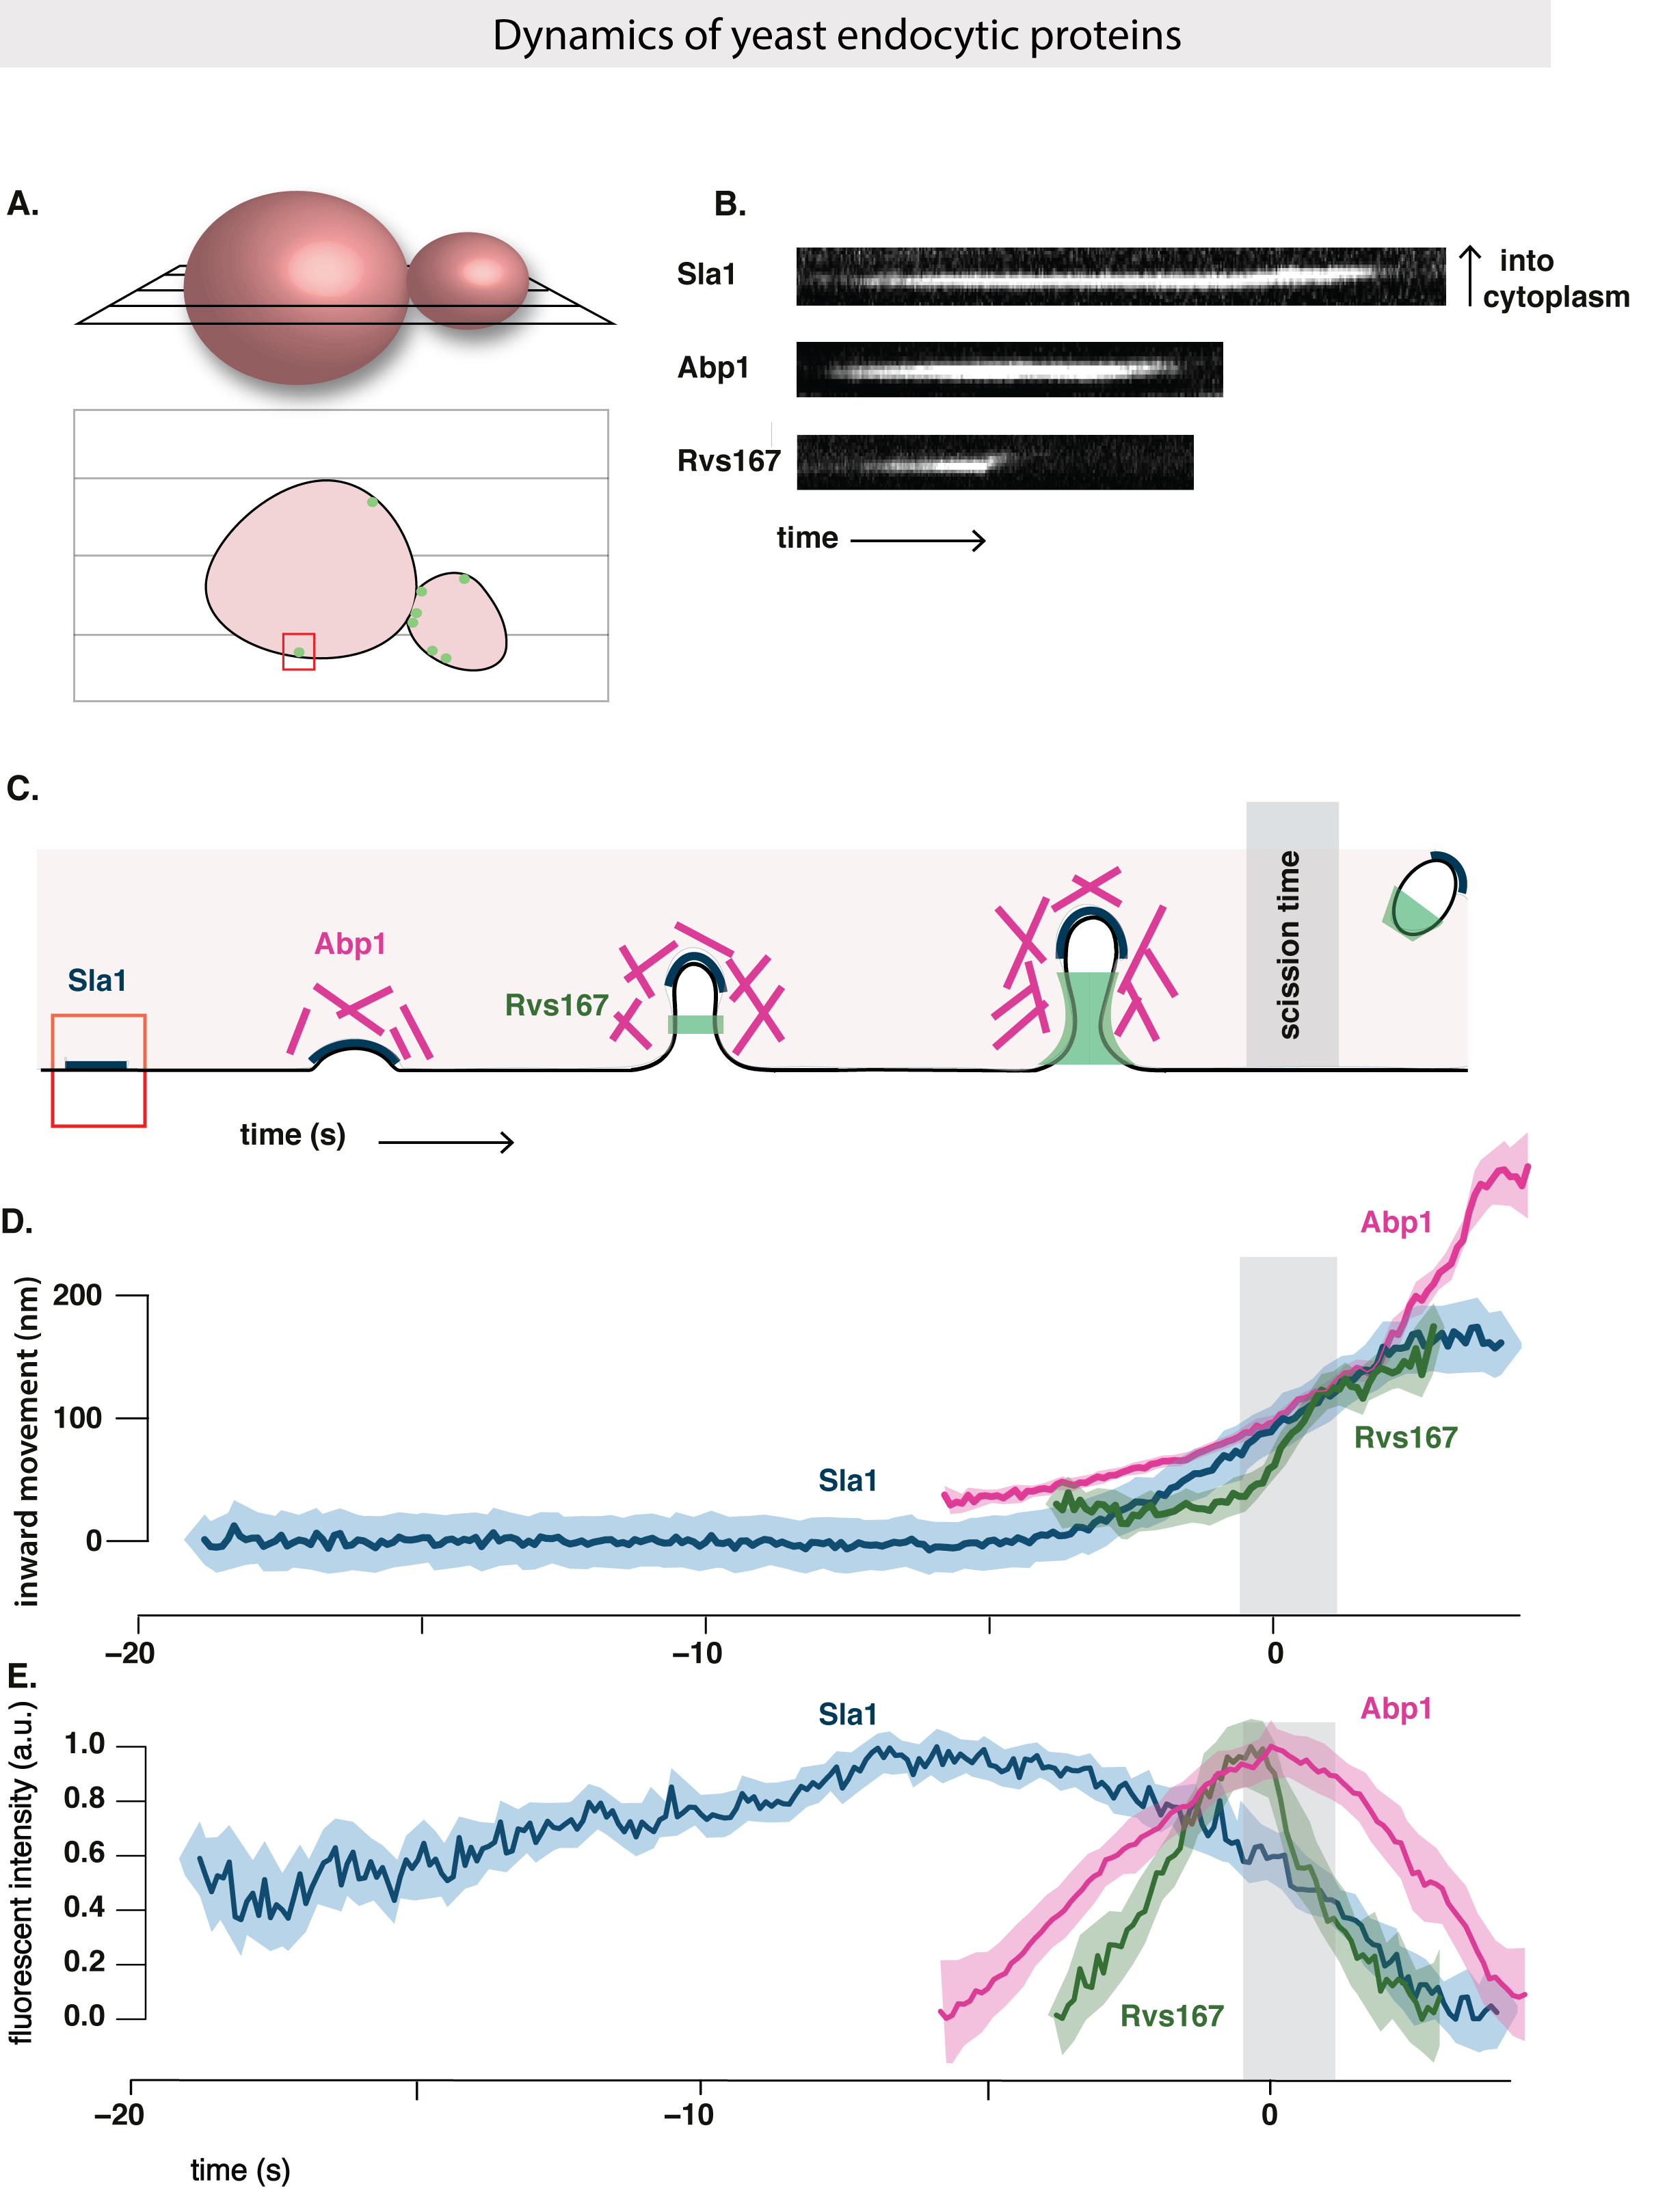 Dynamics of yeast endocytic proteins
A.
B.
Sla1
into
cytoplasm
Abp1
Rvs167
time
C.
scission time
Abp1
Sla1
Rvs167
time (s)
D.
Abp1
inward movement (nm)
200
100
0
Rvs167
Sla1
−20
−10
0
E.
Sla1
Abp1
fluorescent intensity (a.u.)
1.0
0.8
0.6
0.4
0.2
0.0
Rvs167
−20
−10
0
time (s)